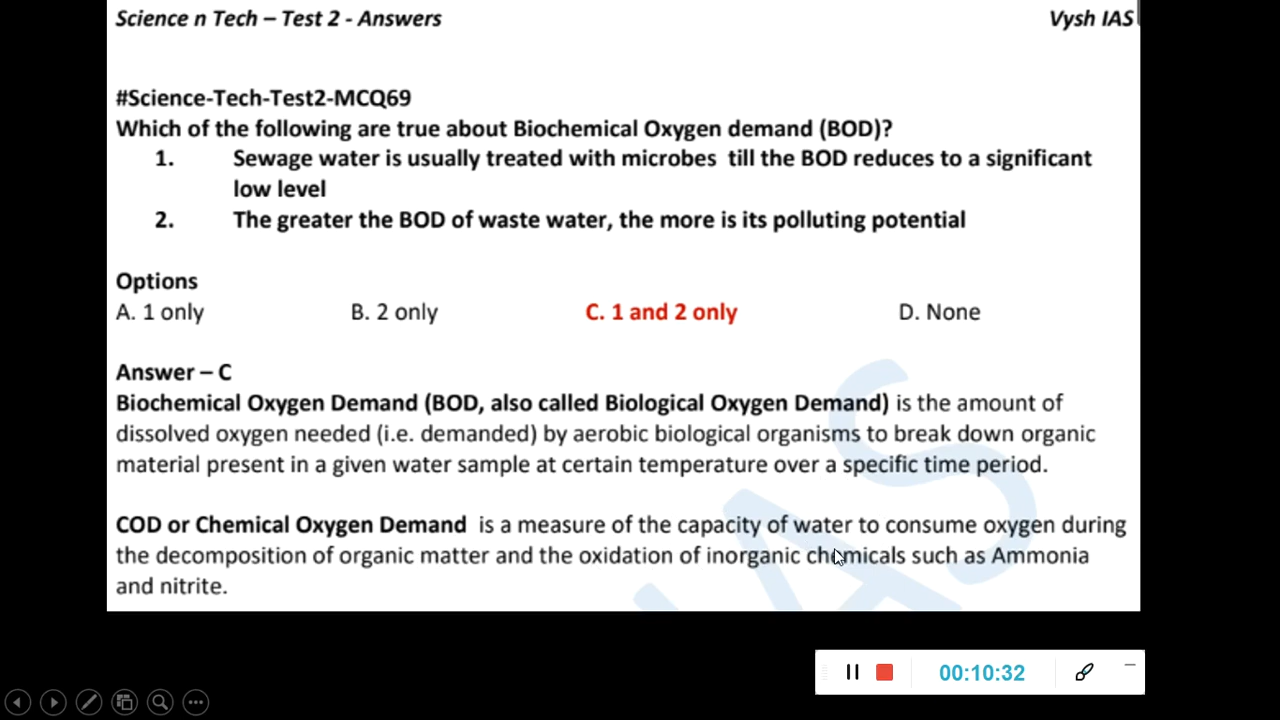 Science n Tech – Test 2 - Answers Vysh IAS
#Science-Tech-Test2-MCQ69
Which of the following are true about Biochemical Oxygen demand (BOD)?
1. Sewage water is usually treated with microbes till the BOD reduces to a significant
low level
2. The greater the BOD of waste water, the more is its polluting potential
Options
A. 1 only B. 2 only C. 1 and 2 only D. None
Answer – C
Biochemical Oxygen Demand (BOD, also called Biological Oxygen Demand) is the amount of
dissolved oxygen needed (i.e. demanded) by aerobic biological organisms to break down organic
material present in a given water sample at certain temperature over a specific time period.
COD or Chemical Oxygen Demand is a measure of the capacity of water to consume oxygen during
the decomposition of organic matter and the oxidation of inorganic chemicals such as Ammonia
and nitrite.
IAS
00:10:32